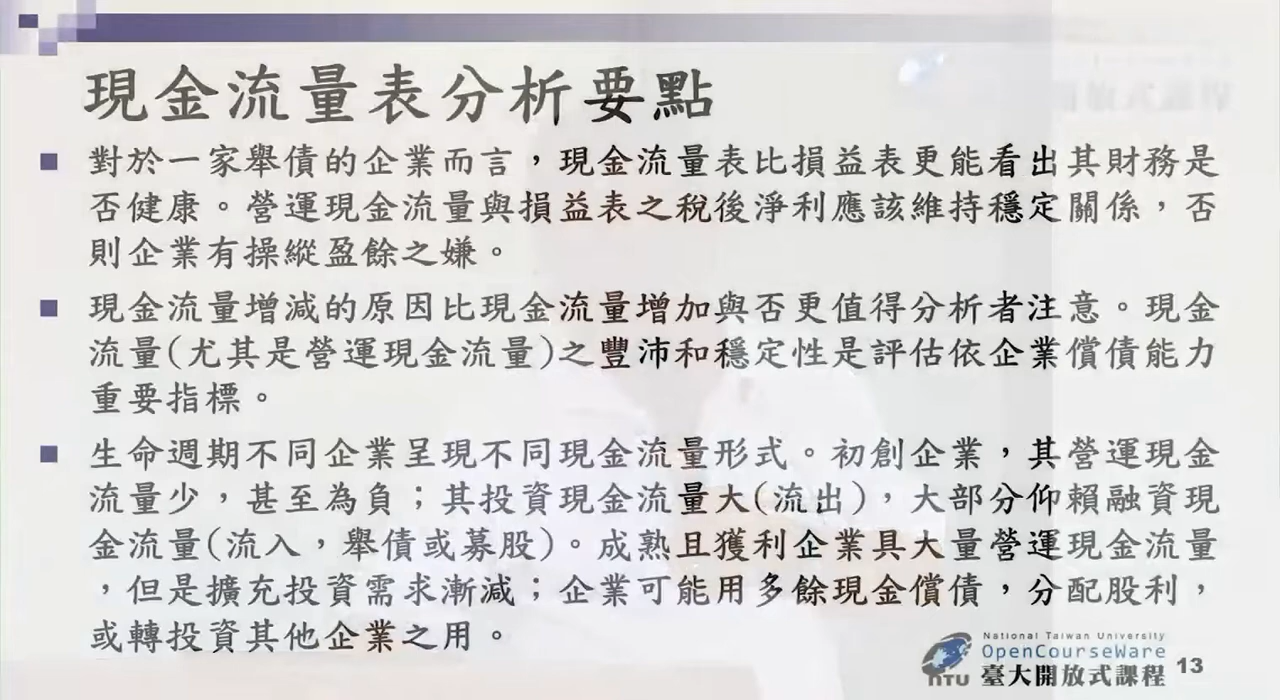 現金流量表分析要點
■ 對於一家舉債的企業而言，現金流量表比損益表更能看出其財務是
否健康。營運現金流量與損益表之稅後淨利應該維持穩定關係，否
則企業有操縱盈餘之嫌。
■ 現金流量增減的原因比現金流量增加與否更值得分析者注意。現金
流量(尤其是營運現金流量)之豐沛和穩定性是評估依企業償債能力
重要指標。
■ 生命週期不同企業呈現不同現金流量形式。初創企業，其營運現金
流量少，甚至為負；其投資現金流量大(流出)，大部分仰賴融資現
金流量(流入，舉債或募股)。成熟且獲利企業具大量營運現金流量
，但是擴充投資需求漸減；企業可能用多餘現金償債，分配股利，
或轉投資其他企業之用。
National Taiwan University
OpenCourseWare
臺大開放式課程
NTU
13